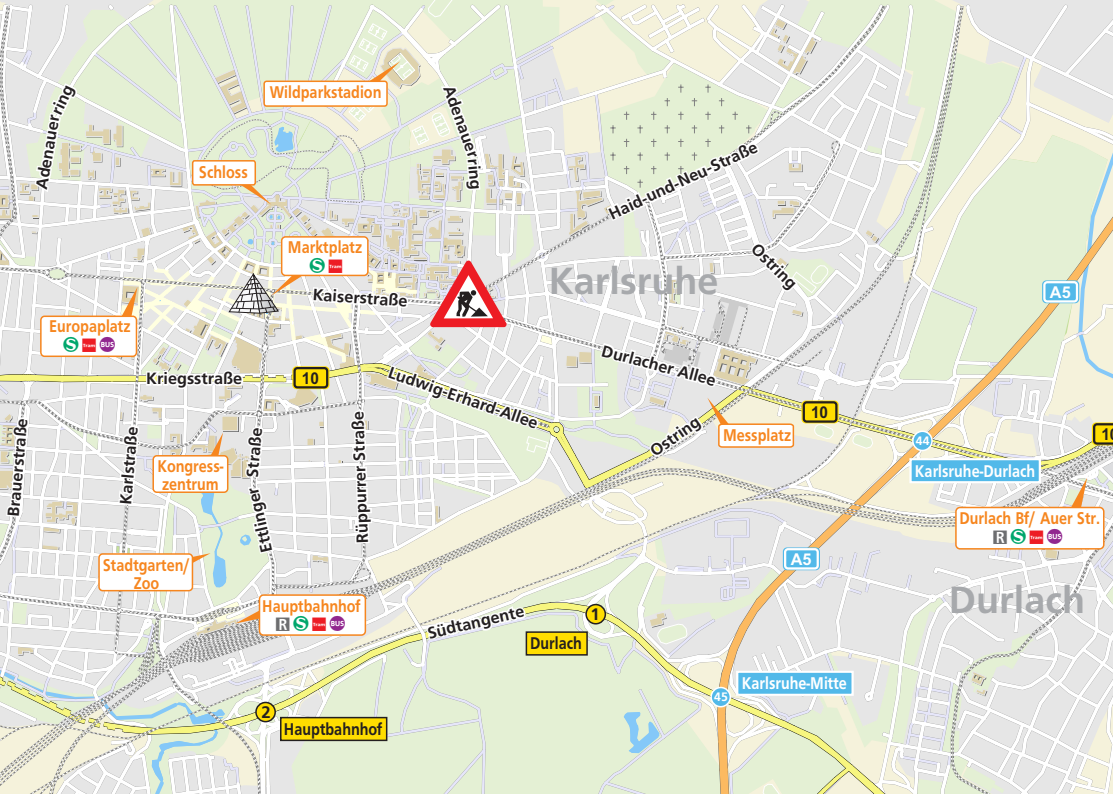 Wildparkstadion
Adenauerring
Adenauerring
Schloss
Haid-und-Neu-Straße
Marktplatz
S Tram
Ostring
Karlsruhe
A5
Kaiserstraße
Europaplatz
S Tram BUS
Durlacher Allee
Kriegsstraße
10
Ludwig-Erhard-Allee
10
10
Ostring
Messplatz
44
Karlsruhe-Durlach
Brauerstraße
Karlstraße
Kongress-
zentrum
Ettlinger Straße
Rüppurrer Straße
Durlach Bf/ Auer Str.
R S Tram BUS
A5
Stadtgarten/
Zoo
Durlach
Hauptbahnhof
R S Tram BUS
Südtangente
1
Durlach
Karlsruhe-Mitte
45
2
Hauptbahnhof